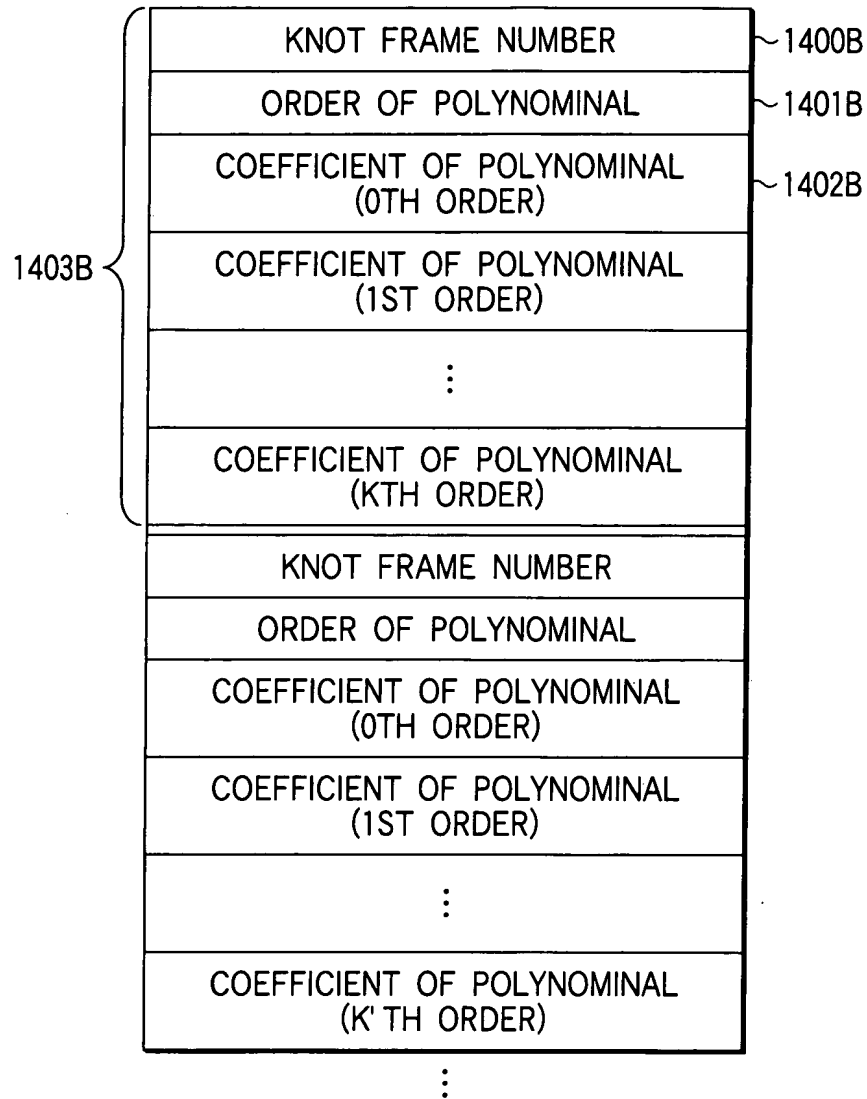 KNOT FRAME NUMBER
~1400B
ORDER OF POLYNOMINAL
~1401B
COEFFICIENT OF POLYNOMINAL
(0TH ORDER)
~1402B
1403B
COEFFICIENT OF POLYNOMINAL
(1ST ORDER)
⋮
COEFFICIENT OF POLYNOMINAL
(KTH ORDER)
KNOT FRAME NUMBER
ORDER OF POLYNOMINAL
COEFFICIENT OF POLYNOMINAL
(0TH ORDER)
COEFFICIENT OF POLYNOMINAL
(1ST ORDER)
⋮
COEFFICIENT OF POLYNOMINAL
(K'TH ORDER)
⋮